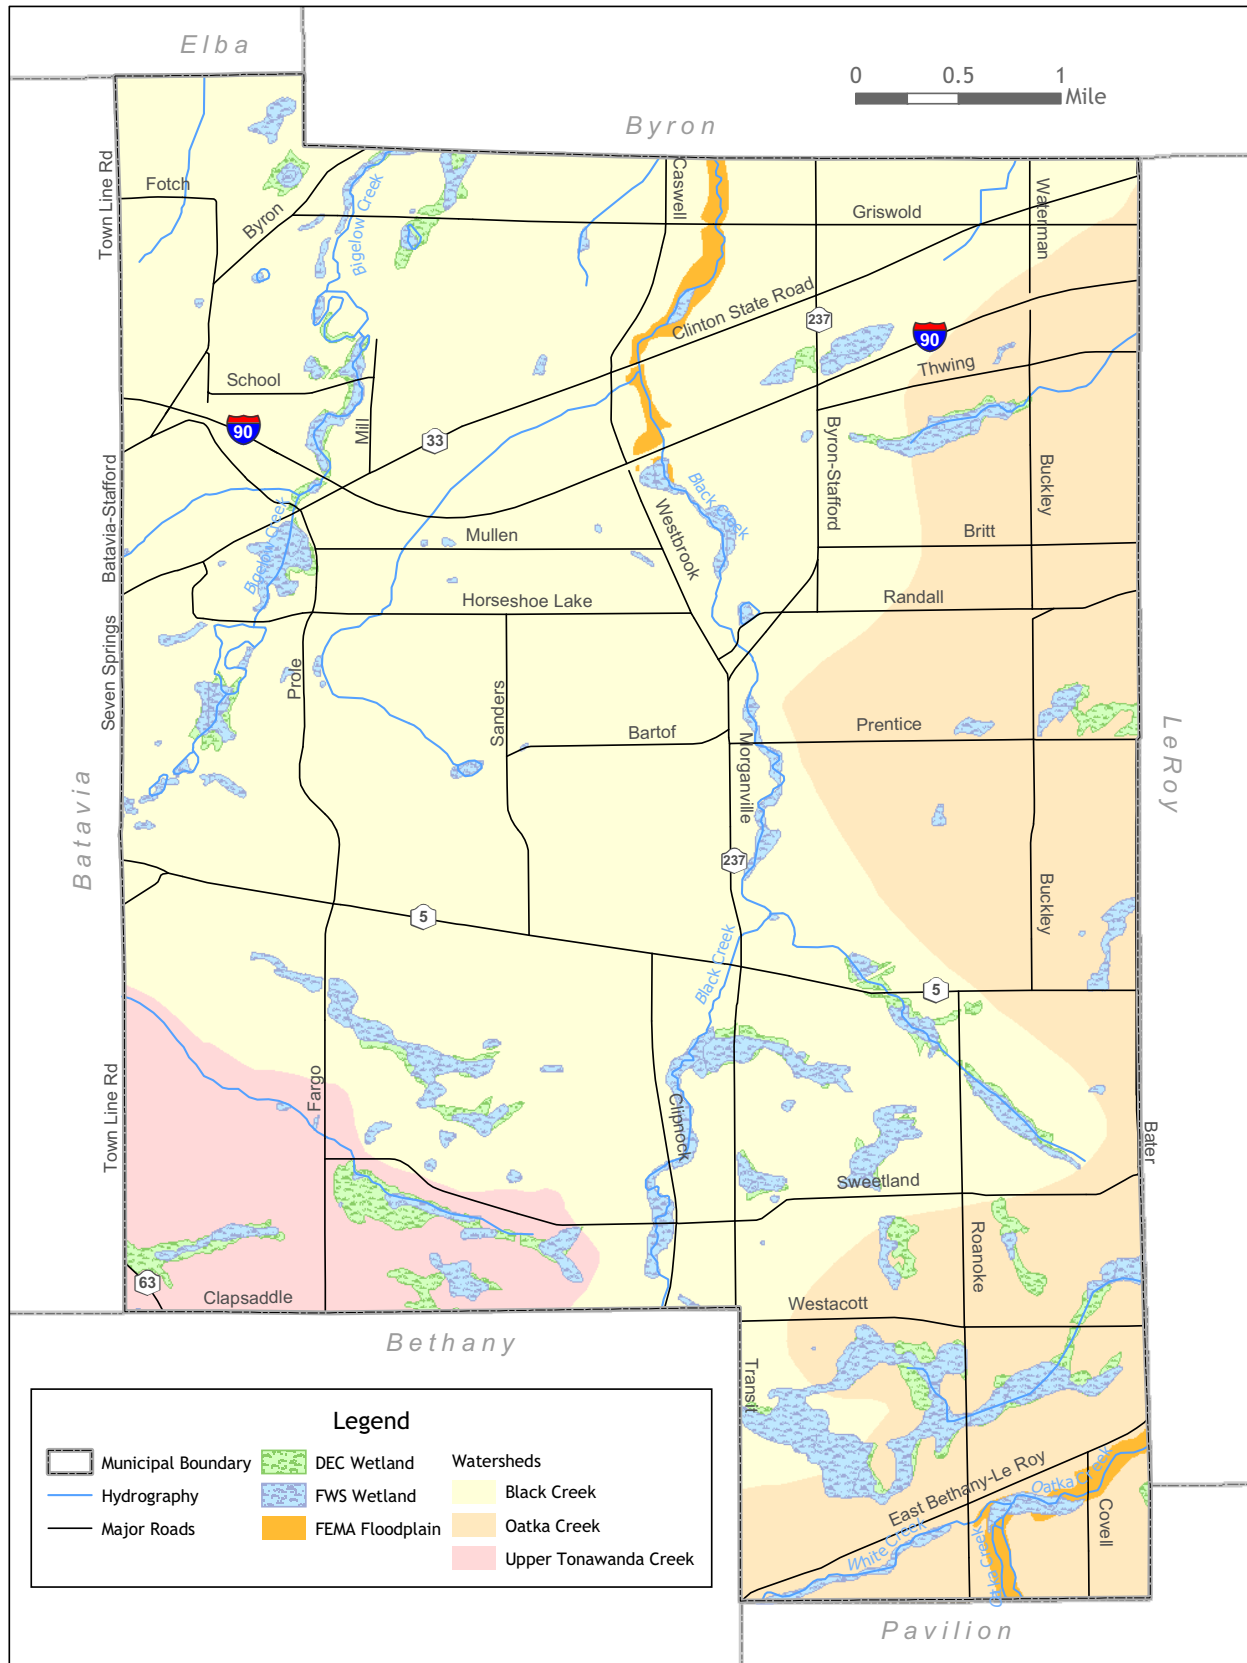 Elba
0 0.5 1
Mile
Byron
Town Line Rd
Fotch
Byron
Bigelow Creek
Caswell
Griswold
Waterman
Clinton State Road
237
90
Thwing
School
90
Mill
33
Batavia-Stafford
Bigelow Creek
Mullen
Westbrook
Black Creek
Byron-Stafford
Buckley
Britt
Horseshoe Lake
Randall
Seven Springs
Prole
Sanders
Bartof
Morganville
Prentice
LeRoy
Batavia
237
5
Buckley
Black Creek
5
Town Line Rd
Fargo
Clipnock
Bater
Sweetland
Roanoke
63
Clapsaddle
Westacott
Bethany
Transit
East Bethany-Le Roy
Oatka Creek
White Creek
Oatka Creek
Covell
Pavilion
Legend
Municipal Boundary
Hydrography
Major Roads
DEC Wetland
FWS Wetland
FEMA Floodplain
Watersheds
Black Creek
Oatka Creek
Upper Tonawanda Creek